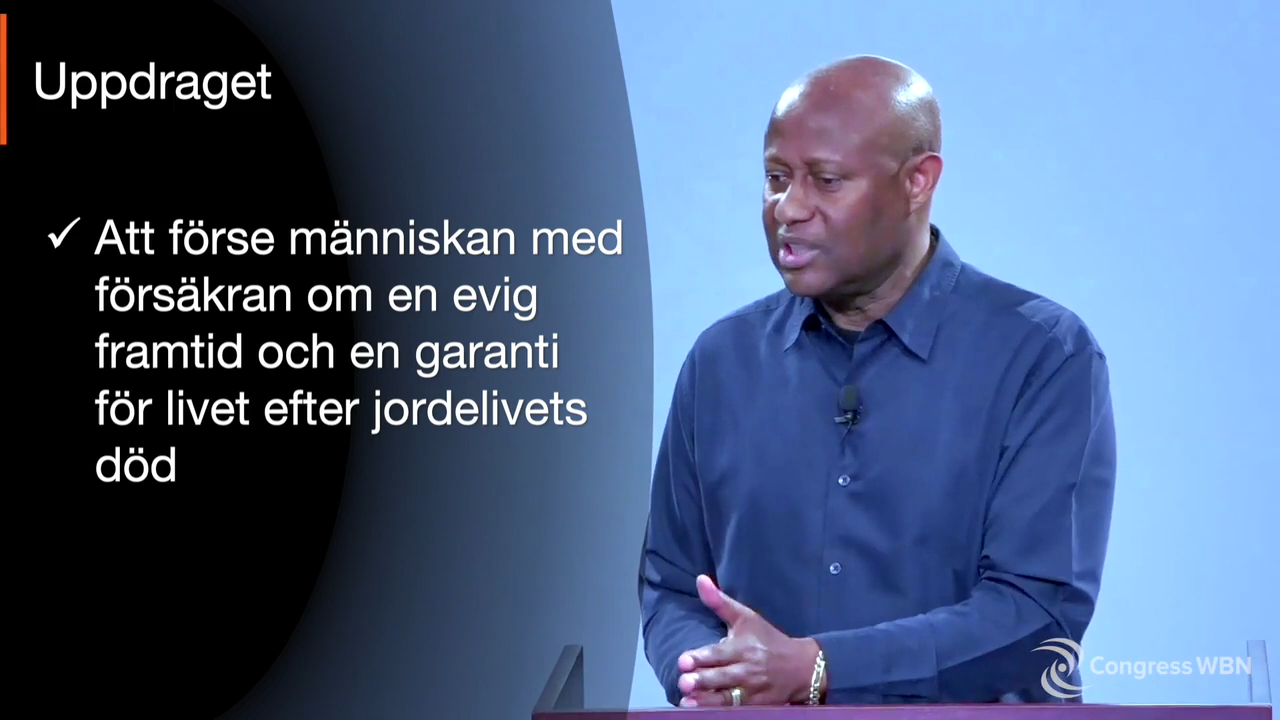 Uppdraget
✓ Att förse människan med
försäkran om en evig
framtid och en garanti
för livet efter jordelivets
död
Congress WBN